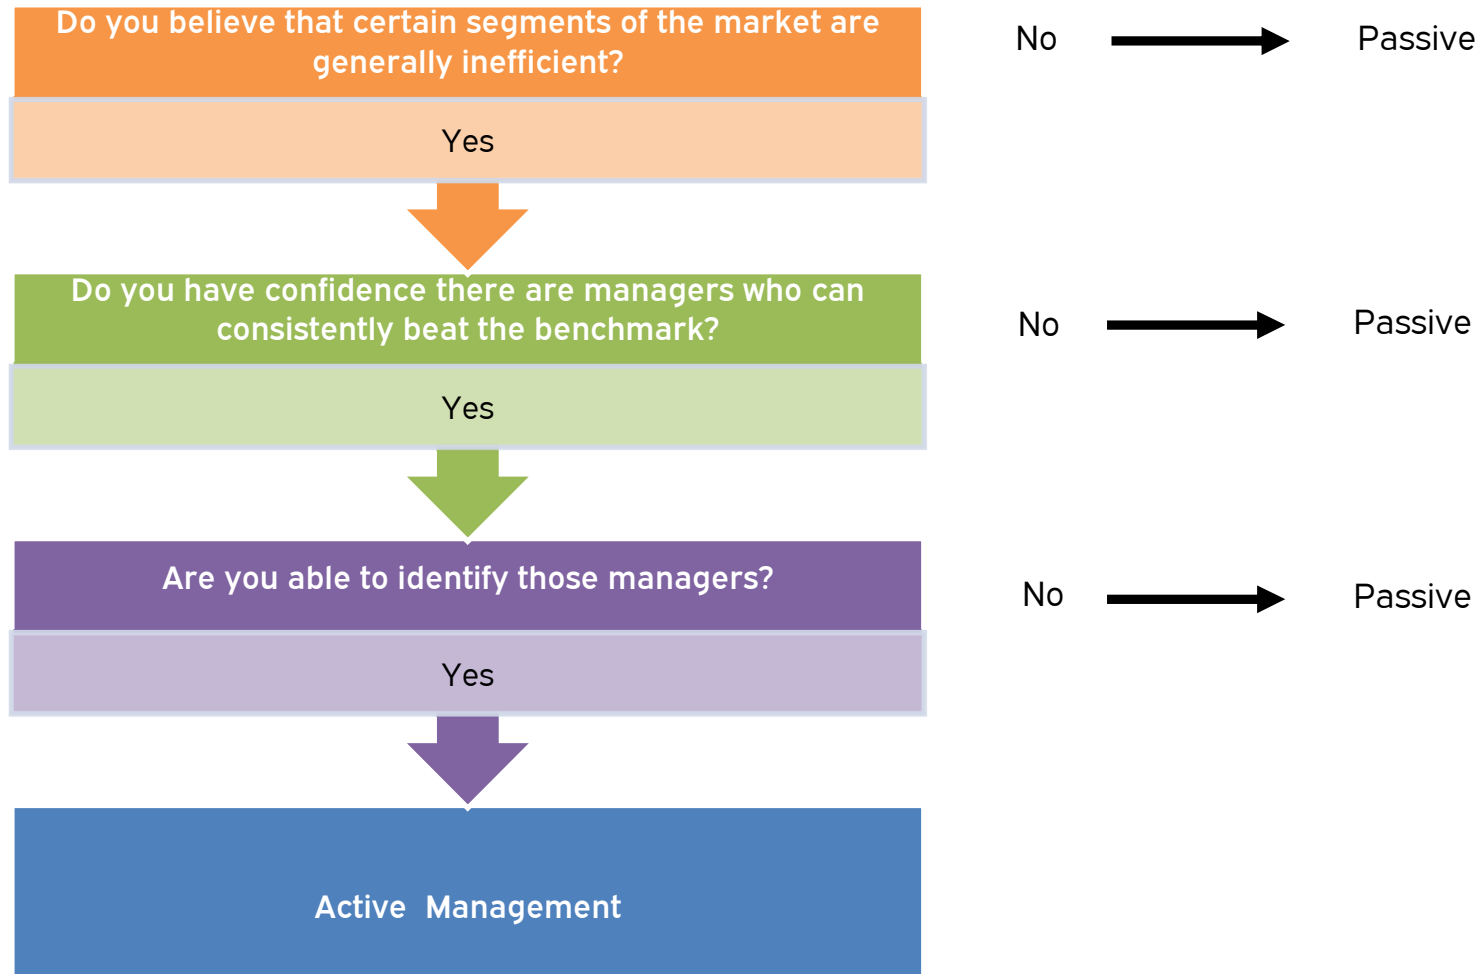 Do you believe that certain segments of the market are
generally inefficient?
No
Passive
Yes
Do you have confidence there are managers who can
consistently beat the benchmark?
No
Passive
Yes
Are you able to identify those managers?
No
Passive
Yes
Active Management